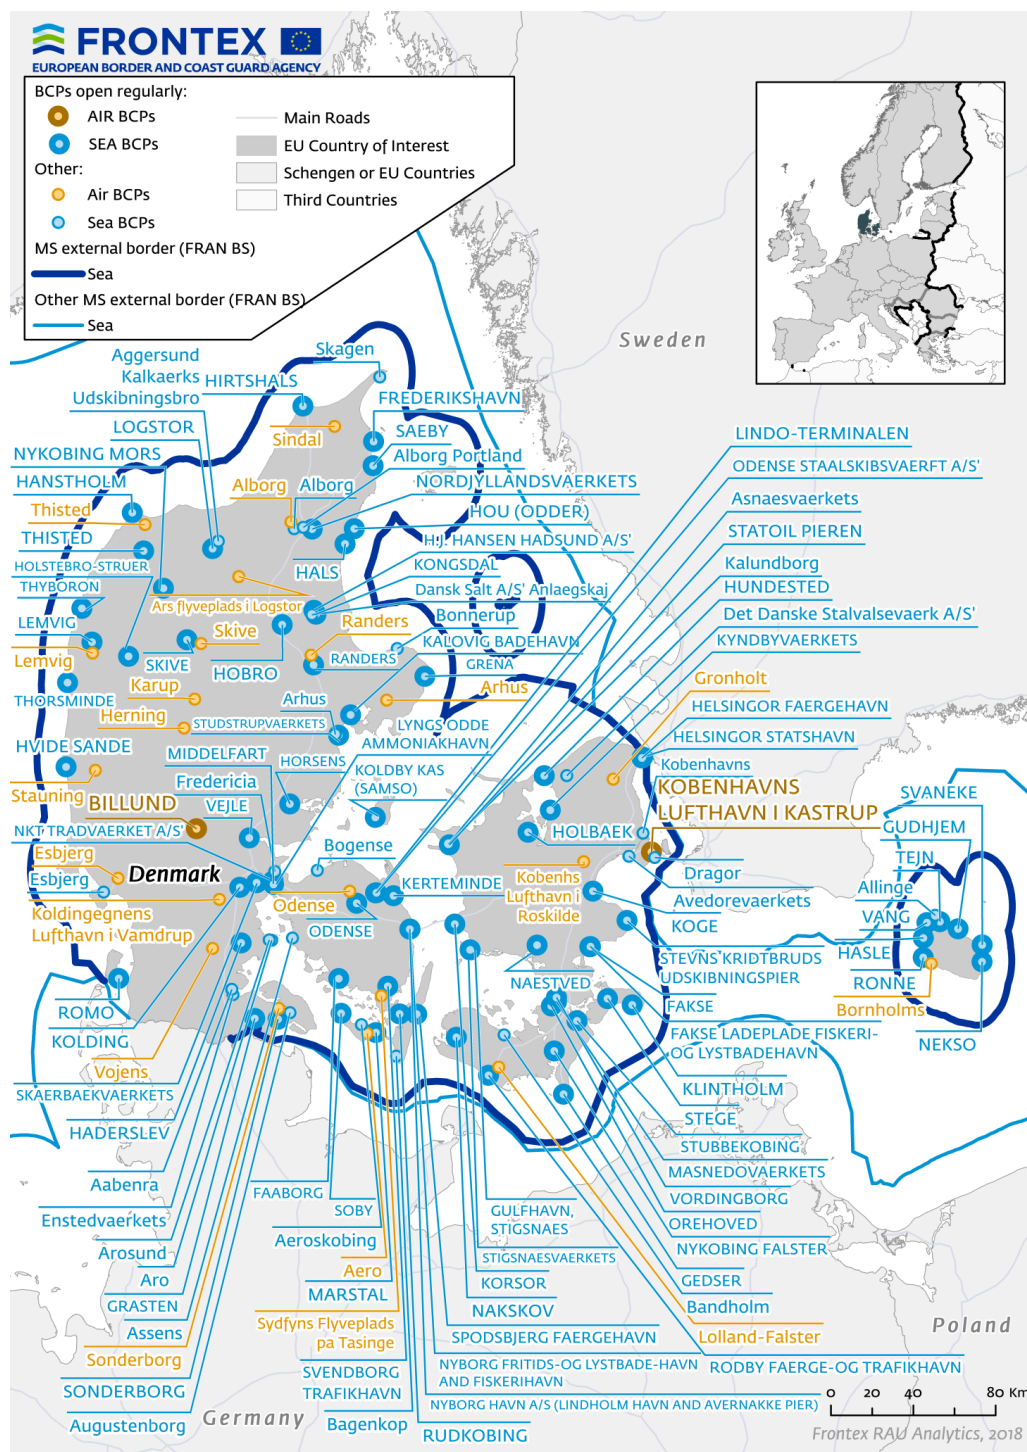 FRONTEX
EUROPEAN BORDER AND COAST GUARD AGENCY
BCPs open regularly:
AIR BCPs
SEA BCPs
Other:
Air BCPs
Sea BCPs
MS external border (FRAN BS)
Sea
Other MS external border (FRAN BS)
Sea
Main Roads
EU Country of Interest
Schengen or EU Countries
Third Countries
Sweden
Aggersund
Kalkaerks
Udskibningsbro
HIRTSHALS
Skagen
FREDERIKSHAVN
Sindal
SAEBY
LOGSTOR
Alborg Portland
NYKOBING MORS
HANSTHOLM
Alborg
Alborg
NORDJYLLANDSVAERKETS
Thisted
HOU (ODDER)
THISTED
H.J. HANSEN HADSUND A/S'
HOLSTEBRO-STRUER
HALS
KONGSDAL
THYBORON
Dansk Salt A/S' Anlaegskaj
Ars flyveplads i Logstor
Bonnerup
LEMVIG
Skive
Randers
KALOVIG BADEHAVN
Lemvig
SKIVE
HOBRO
RANDERS
GRENA
Karup
Arhus
Arhus
THORSMINDE
Herning
STUDSTRUPVAERKETS
LYNGS ODDE
AMMONIAKHAVN
HVIDE SANDE
MIDDELFART
HORSENS
KOLDBY KAS
(SAMSO)
Stauning
Fredericia
BILLUND
VEJLE
NKT TRADVAERKET A/S'
Esbjerg
Bogense
Esbjerg
Denmark
KERTEMINDE
Koldingegnens
Lufthavn i Vamdrup
Odense
ODENSE
LINDO-TERMINALEN
ODENSE STAALSKIBSVAERFT A/S'
Asnaesvaerkets
STATOIL PIEREN
Kalundborg
HUNDESTED
Det Danske Stalvalsevaerk A/S'
KYNDBYVAERKETS
Gronholt
HELSINGOR FAERGEHAVN
HELSINGOR STATSHAVN
Kobenhavns
KOBENHAVNS
LUFTHAVN I KASTRUP
HOLBAEK
Kobenhs
Lufthavn i
Roskilde
Dragor
Avedorevaerkets
KOGE
STEVNS KRIDTBRUDS
UDSKIBNINGSPIER
NAESTVED
FAKSE
FAKSE LADEPLADE FISKERI-
OG LYSTBADEHAVN
KLINTHOLM
STEGE
STUBBEKOBING
MASNEDOVAERKETS
VORDINGBORG
OREHOVED
NYKOBING FALSTER
GEDSER
Bandholm
Lolland-Falster
RODBY FAERGE-OG TRAFIKHAVN
SVANEKE
GUDHJEM
TEJN
Allinge
VANG
HASLE
RONNE
Bornholms
NEKSO
ROMO
KOLDING
Vojens
SKAERBAEKVAERKETS
HADERSLEV
Aabenra
Enstedvaerkets
Arosund
Aro
GRASTEN
Assens
Sonderborg
SONDERBORG
Augustenborg
FAABORG
SOBY
Aeroskobing
Aero
MARSTAL
Sydfyns Flyveplads
pa Tasinge
SVENDBORG
TRAFIKHAVN
Bagenkop
RUDKOBING
GULFHAVN,
STIGSNAES
STIGSNAESVAERKETS
KORSOR
NAKSKOV
SPODSBJERG FAERGEHAVN
NYBORG FRITIDS-OG LYSTBADE-HAVN
AND FISKERIHAVN
NYBORG HAVN A/S (LINDHOLM HAVN AND AVERNAKKE PIER)
Germany
Poland
0 20 40 80 Km
Frontex RAU Analytics, 2018